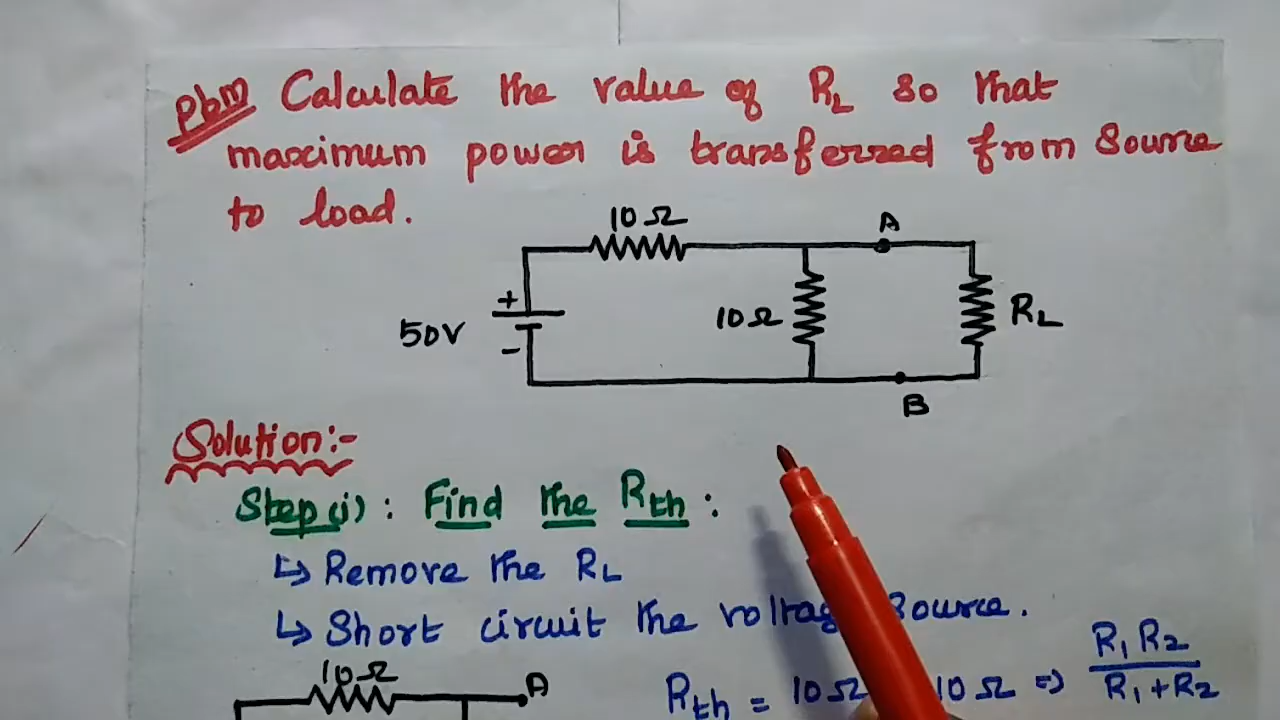 Pbm Calculate the value of RL so that
maximum power is transferred from source
to load.
10Ω
A
+
50V
-
10Ω
RL
B
Solution:-
Step(i): Find the Rth:
↳ Remove the RL
↳ Short circuit the voltage source.
10Ω
A
Rth = 10Ω 10Ω ⇒ R1 R2
R1+R2